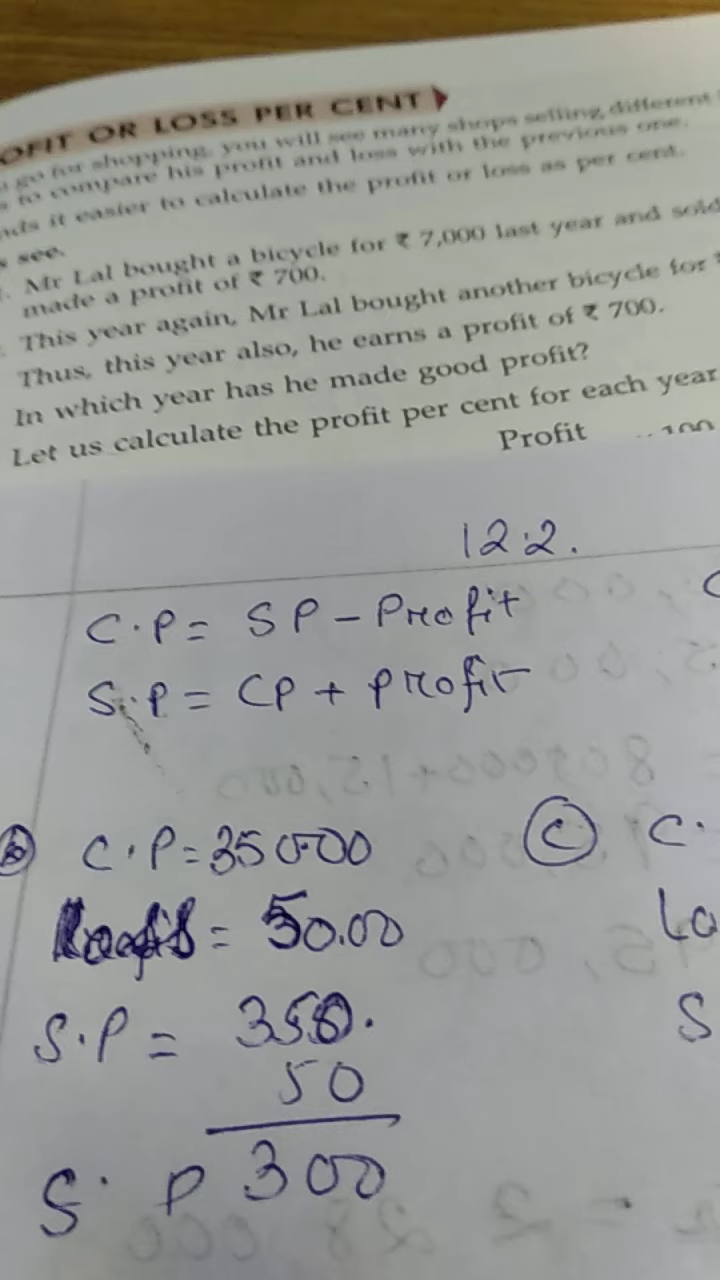 OFIT OR LOSS PER CENT
go for shopping, you will see many shops selling different
to compare his profit and loss with the previous one.
nds it easier to calculate the profit or loss as per cent.
s see.
Mr Lal bought a bicycle for ₹ 7,000 last year and sold
made a profit of ₹ 700.
This year again, Mr Lal bought another bicycle for ₹
Thus, this year also, he earns a profit of ₹ 700.
In which year has he made good profit?
Let us calculate the profit per cent for each year
Profit
100
12.2.
C.P = SP - Profit
S.P = CP + Profit
C.P = 350.00
= 50.00
S.P = 350.
50
S. P 300
C C.
Lo
S